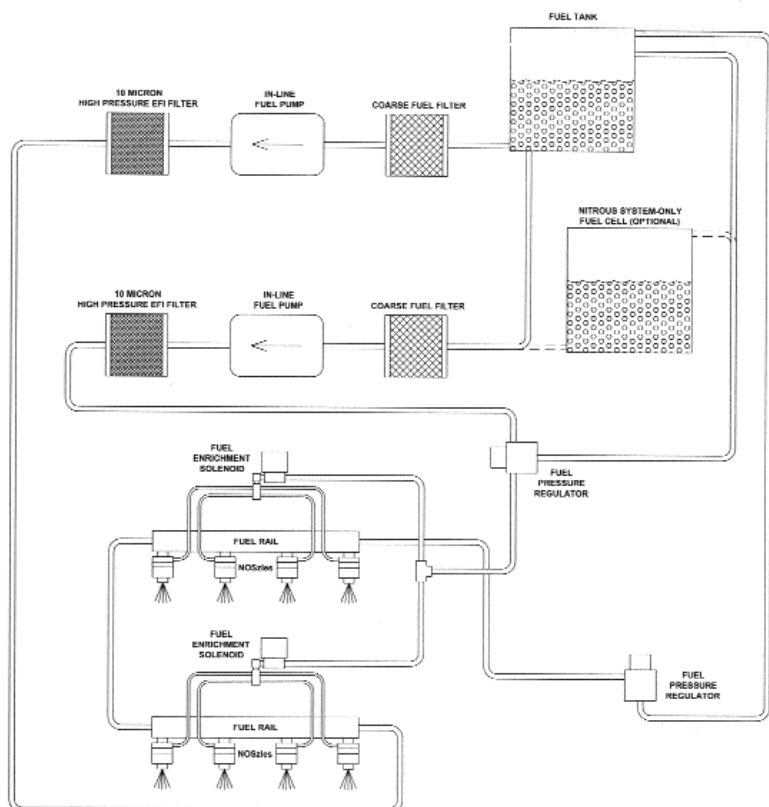 FUEL TANK
10 MICRON
HIGH PRESSURE EFI FILTER
IN-LINE
FUEL PUMP
COARSE FUEL FILTER
NITROUS SYSTEM-ONLY
FUEL CELL (OPTIONAL)
10 MICRON
HIGH PRESSURE EFI FILTER
IN-LINE
FUEL PUMP
COARSE FUEL FILTER
FUEL
ENRICHMENT
SOLENOID
FUEL
PRESSURE
REGULATOR
FUEL RAIL
NOSzles
FUEL
ENRICHMENT
SOLENOID
FUEL
PRESSURE
REGULATOR
FUEL RAIL
NOSzles